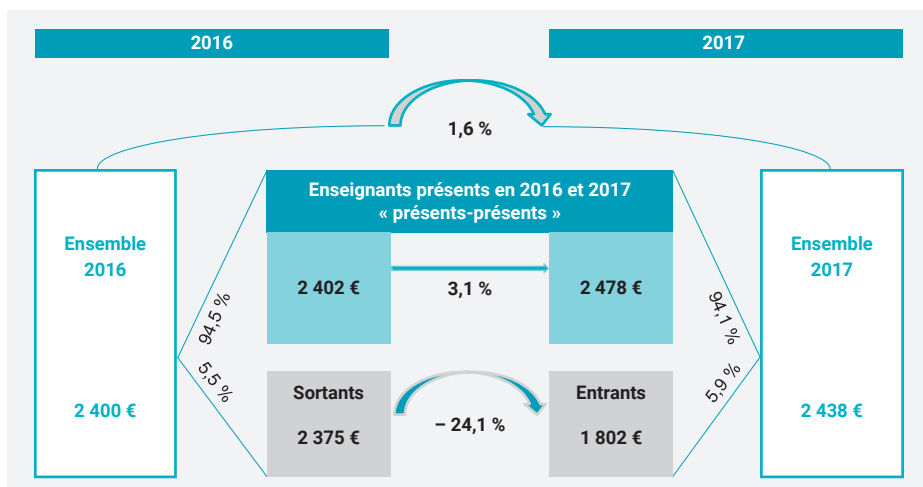 2016
2017
1,6 %
Enseignants présents en 2016 et 2017
« présents-présents »
Ensemble
2016
2 400 €
94,5 %
5,5 %
2 402 €
3,1 %
2 478 €
Sortants
2 375 €
– 24,1 %
Entrants
1 802 €
94,1 %
5,9 %
Ensemble
2017
2 438 €